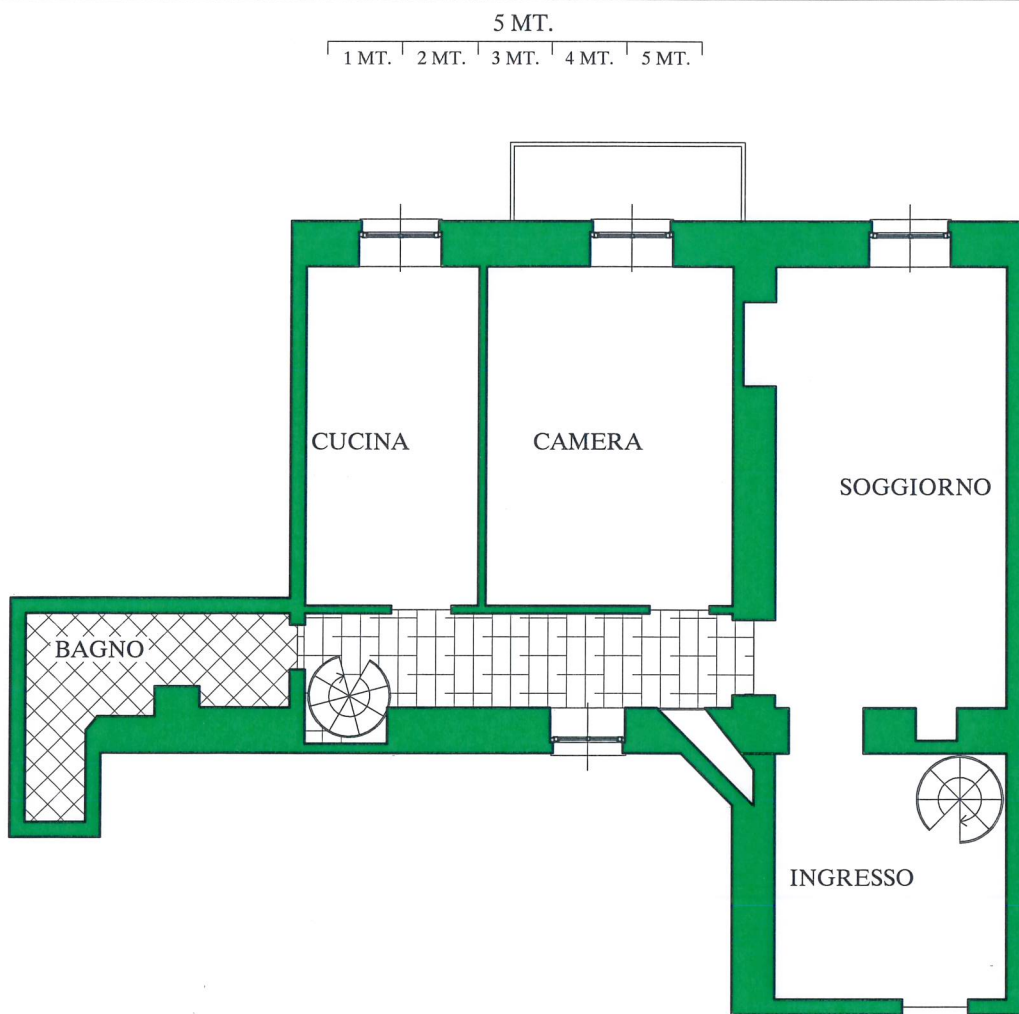 5 MT.
1 MT. 2 MT. 3 MT. 4 MT. 5 MT.
CUCINA
CAMERA
SOGGIORNO
BAGNO
INGRESSO